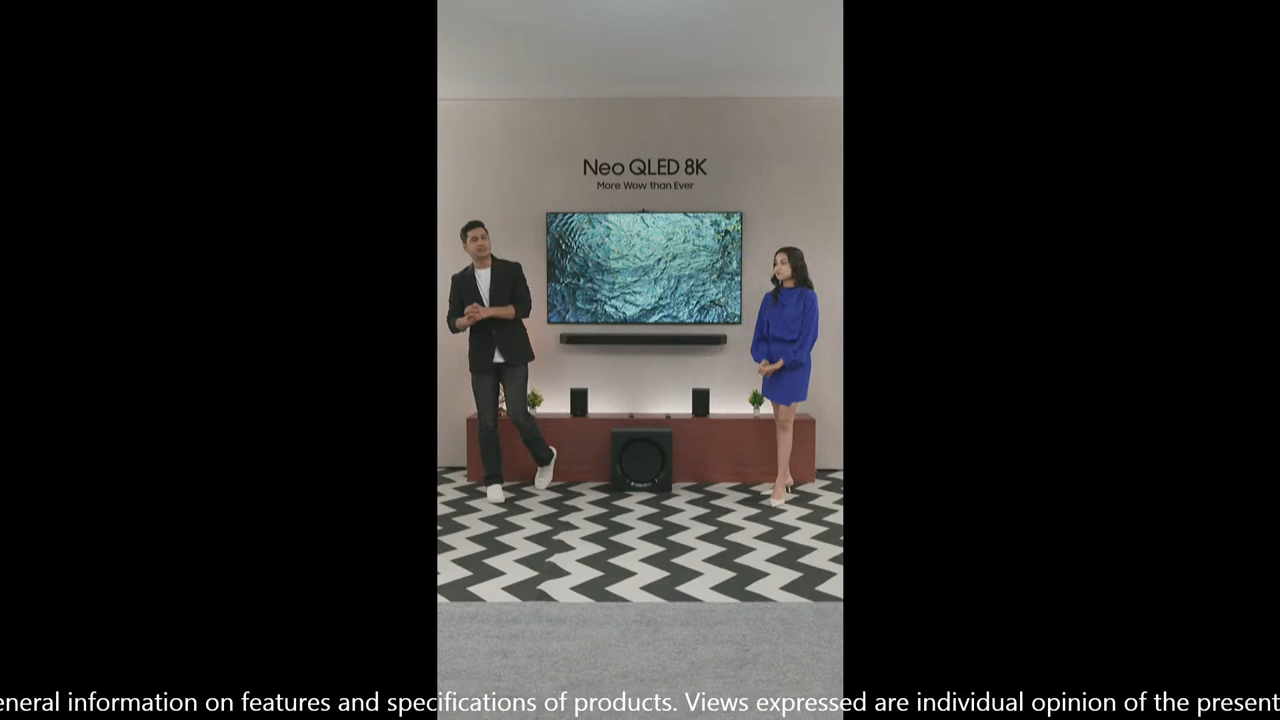 Neo QLED 8K
More Wow than Ever
eneral information on features and specifications of products. Views expressed are individual opinion of the present